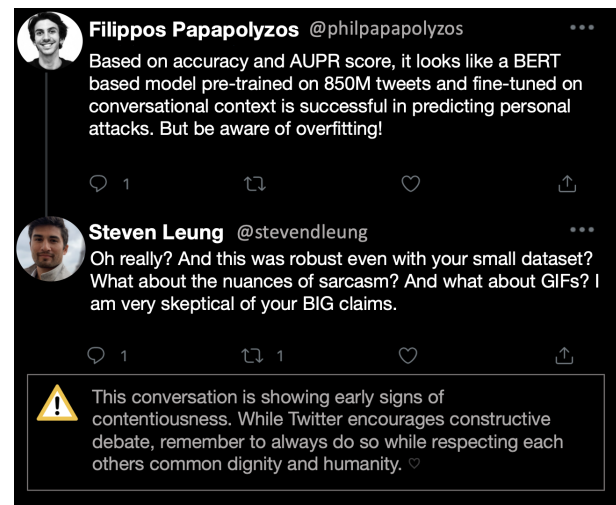 Filippos Papapolyzos @philpapapolyzos
Based on accuracy and AUPR score, it looks like a BERT
based model pre-trained on 850M tweets and fine-tuned on
conversational context is successful in predicting personal
attacks. But be aware of overfitting!
1
Steven Leung @stevendleung
Oh really? And this was robust even with your small dataset?
What about the nuances of sarcasm? And what about GIFs? I
am very skeptical of your BIG claims.
1 1
This conversation is showing early signs of
contentiousness. While Twitter encourages constructive
debate, remember to always do so while respecting each
others common dignity and humanity. ♡